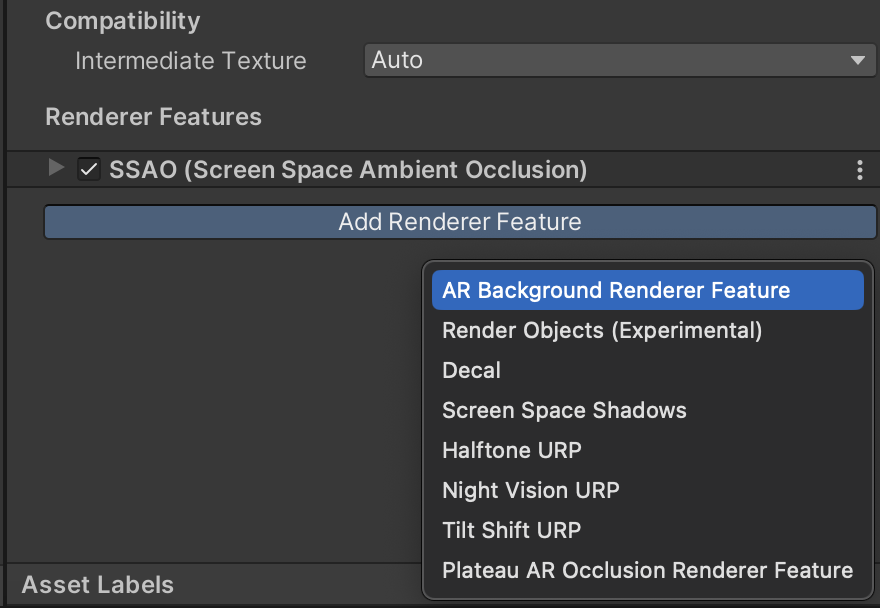 Compatibility
Intermediate Texture Auto
Renderer Features
SSAO (Screen Space Ambient Occlusion)
Add Renderer Feature
AR Background Renderer Feature
Render Objects (Experimental)
Decal
Screen Space Shadows
Halftone URP
Night Vision URP
Tilt Shift URP
Plateau AR Occlusion Renderer Feature
Asset Labels